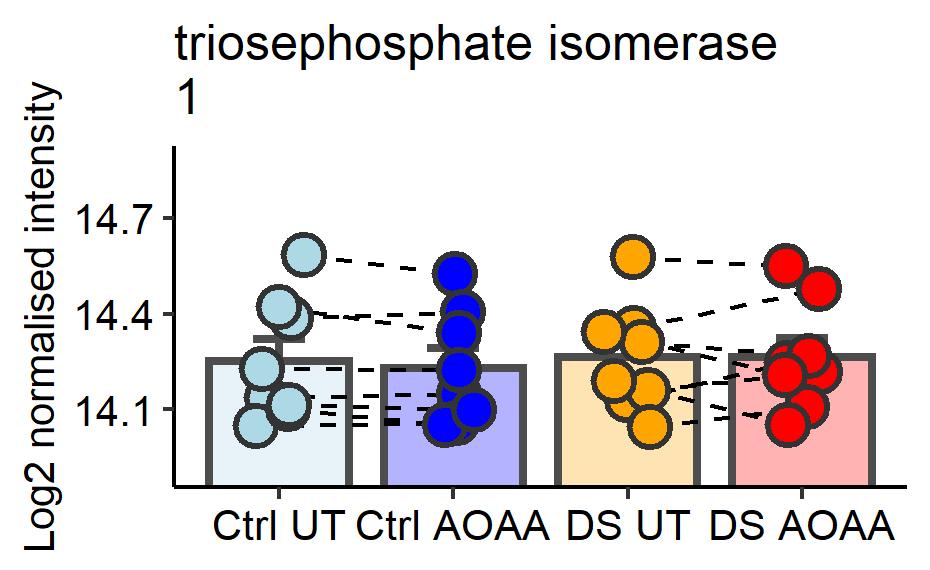 triosephosphate isomerase
1
Log2 normalised intensity
14.7
14.4
14.1
Ctrl UT
Ctrl AOAA
DS UT
DS AOAA